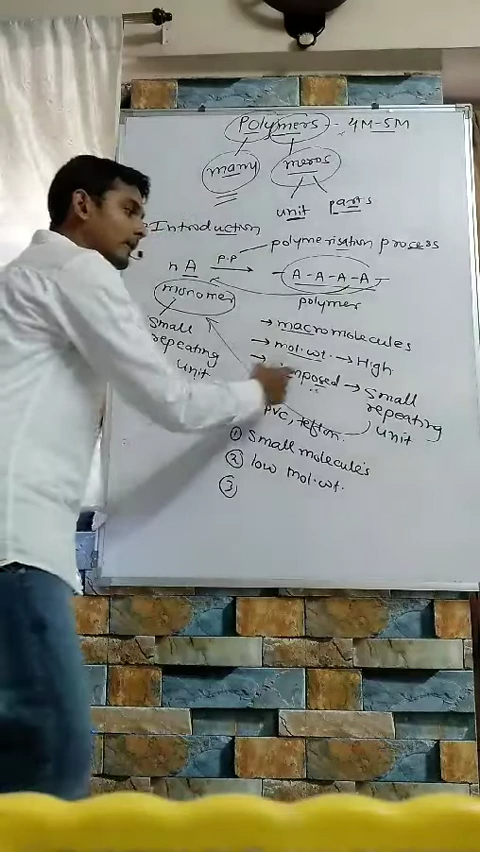 Polymers - 4M-5M
many meros
unit parts
Introduction
P.P polymerisation process
n A → -A-A-A-A-
monomer polymer
small repeating unit
→ macromolecules
→ mol.wt. → High
→ → small repeating unit
PVC, teflon.
① small molecules
② low mol.wt.
③